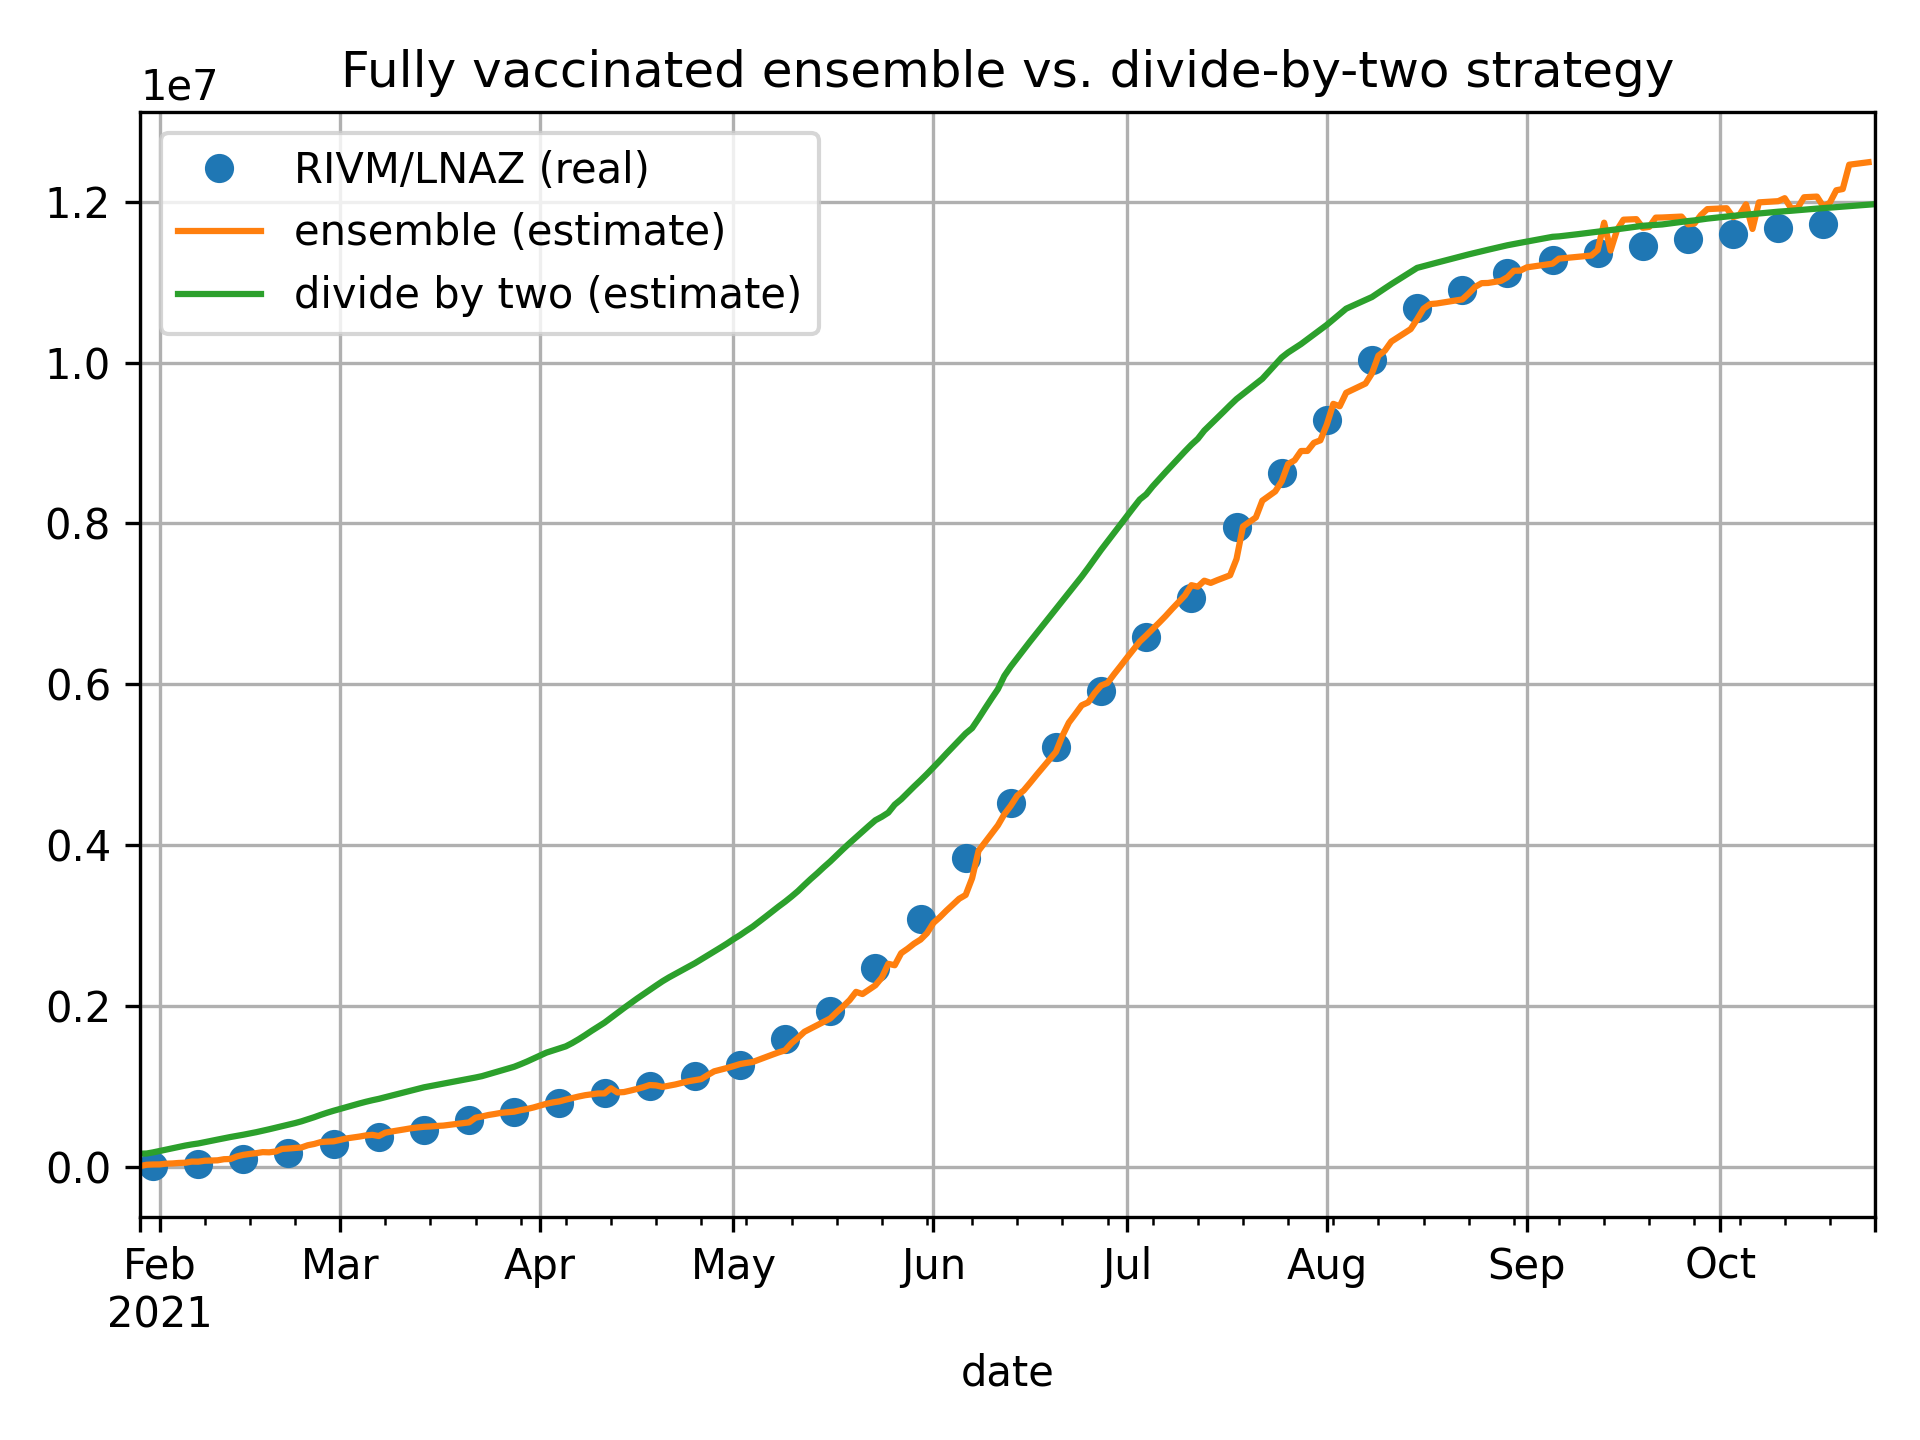 Fully vaccinated ensemble vs. divide-by-two strategy
1e7
RIVM/LNAZ (real)
ensemble (estimate)
divide by two (estimate)
1.2
1.0
0.8
0.6
0.4
0.2
0.0
Feb Mar Apr May Jun Jul Aug Sep Oct
2021
date